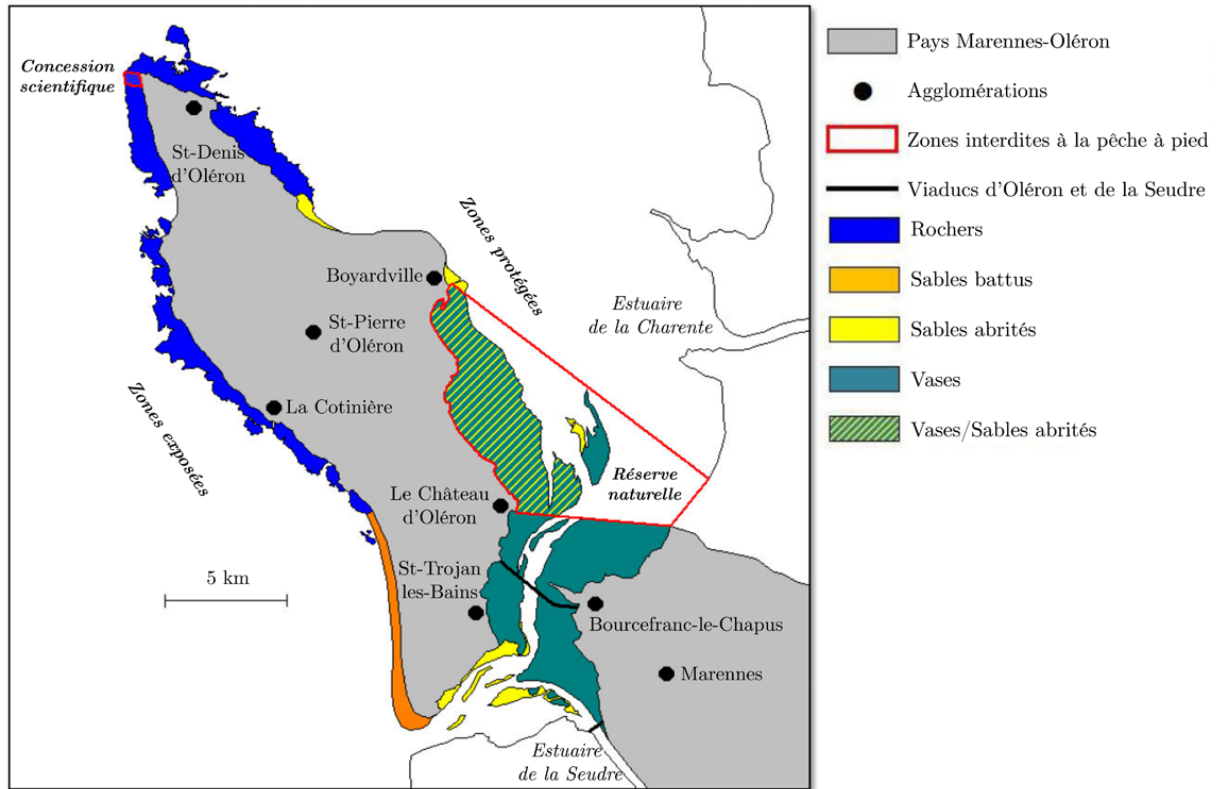 Concession
scientifique
St-Denis
d'Oléron
Zones protégées
Boyardville
Estuaire
de la Charente
St-Pierre
d'Oléron
La Cotinière
Zones exposées
Réserve
naturelle
Le Château
d'Oléron
St-Trojan
les-Bains
5 km
Bourcefranc-le-Chapus
Marennes
Estuaire
de la Seudre
Pays Marennes-Oléron
Agglomérations
Zones interdites à la pêche à pied
Viaducs d'Oléron et de la Seudre
Rochers
Sables battus
Sables abrités
Vases
Vases/Sables abrités